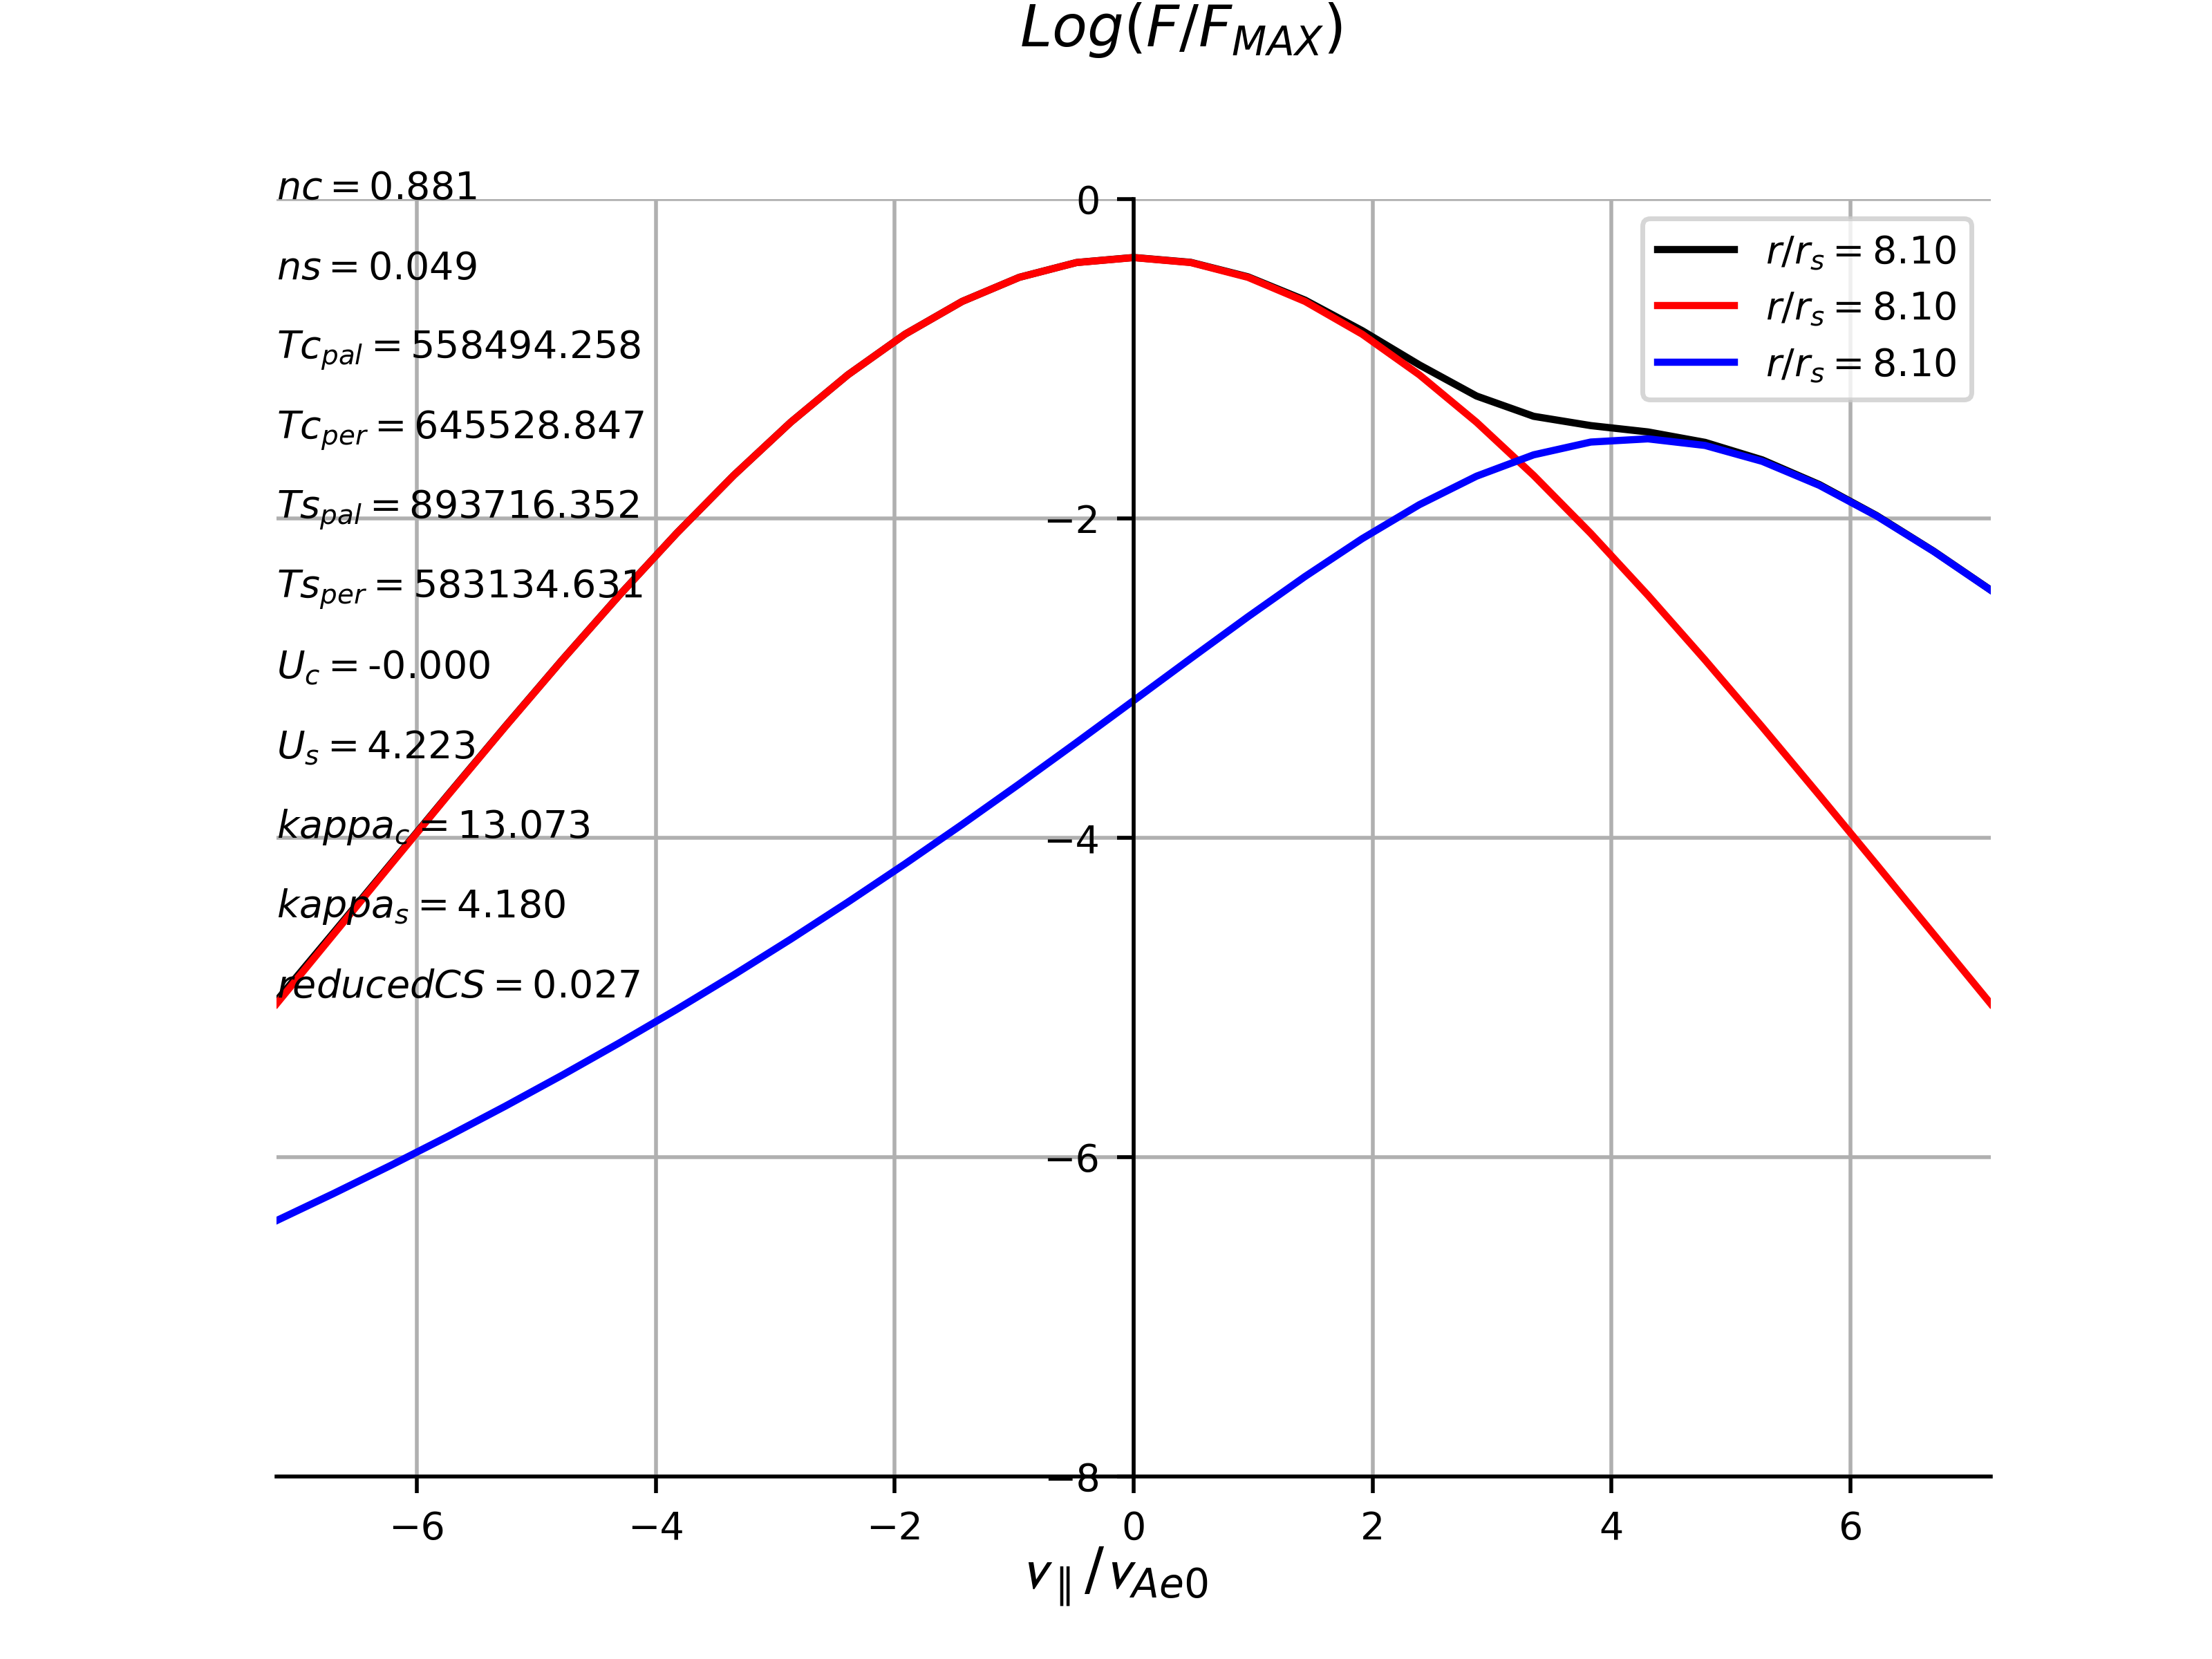 Log(F/F_MAX)
nc = 0.881
ns = 0.049
Tc_pal = 558494.258
Tc_per = 645528.847
Ts_pal = 893716.352
Ts_per = 583134.631
U_c = -0.000
U_s = 4.223
kappa_c = 13.073
kappa_s = 4.180
reducedCS = 0.027
0
−2
−4
−6
−8
r/r_s = 8.10
r/r_s = 8.10
r/r_s = 8.10
−6 −4 −2 0 2 4 6
v_∥/v_Ae0